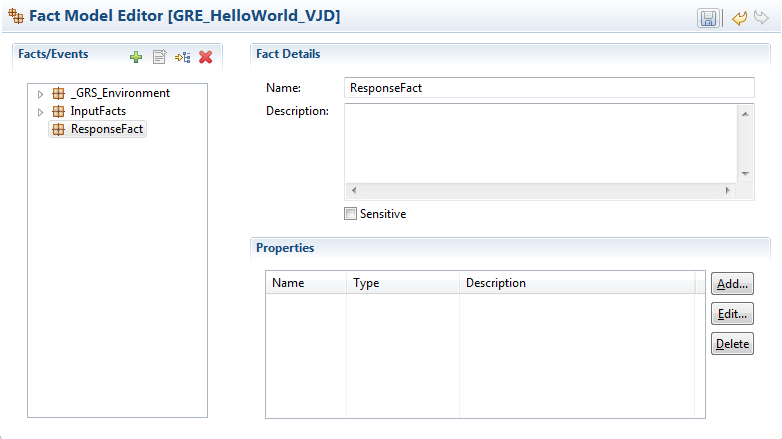 Fact Model Editor [GRE_HelloWorld_VJD]
Facts/Events
_GRS_Environment
InputFacts
ResponseFact
Fact Details
Name: ResponseFact
Description:
Sensitive
Properties
Name Type Description
Add...
Edit...
Delete